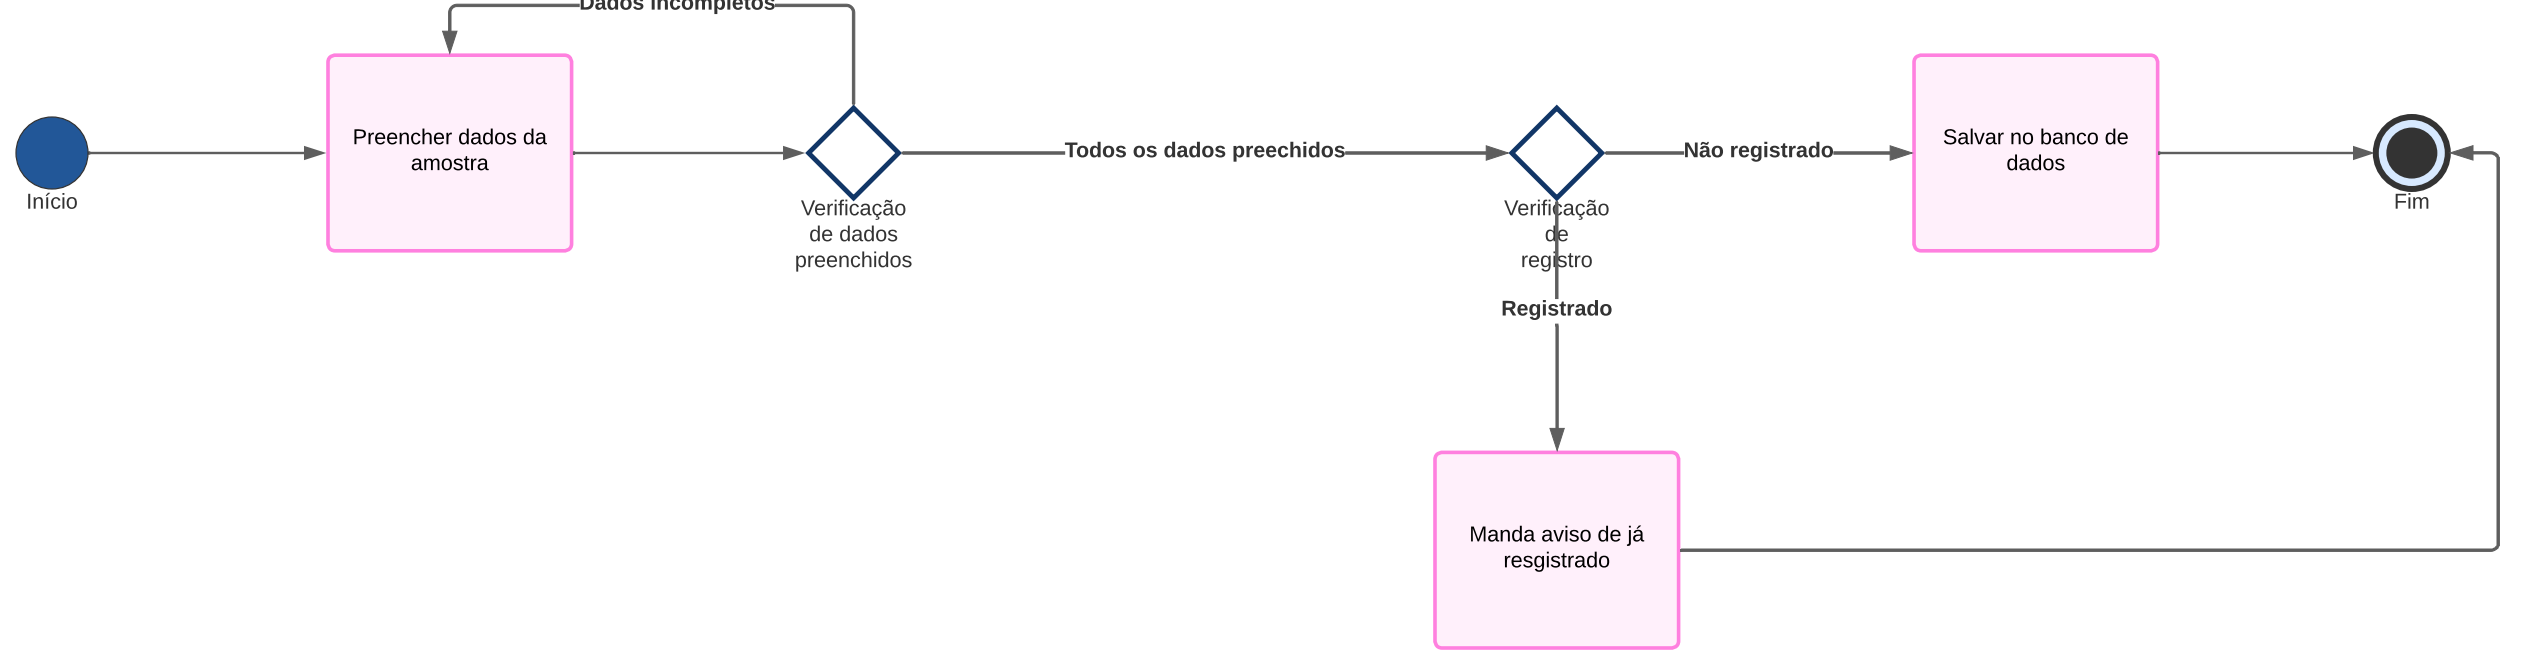 Dados incompletos
Início
Preencher dados da
amostra
Verificação
de dados
preenchidos
Todos os dados preechidos
Verificação
de
registro
Não registrado
Salvar no banco de
dados
Fim
Registrado
Manda aviso de já
resgistrado